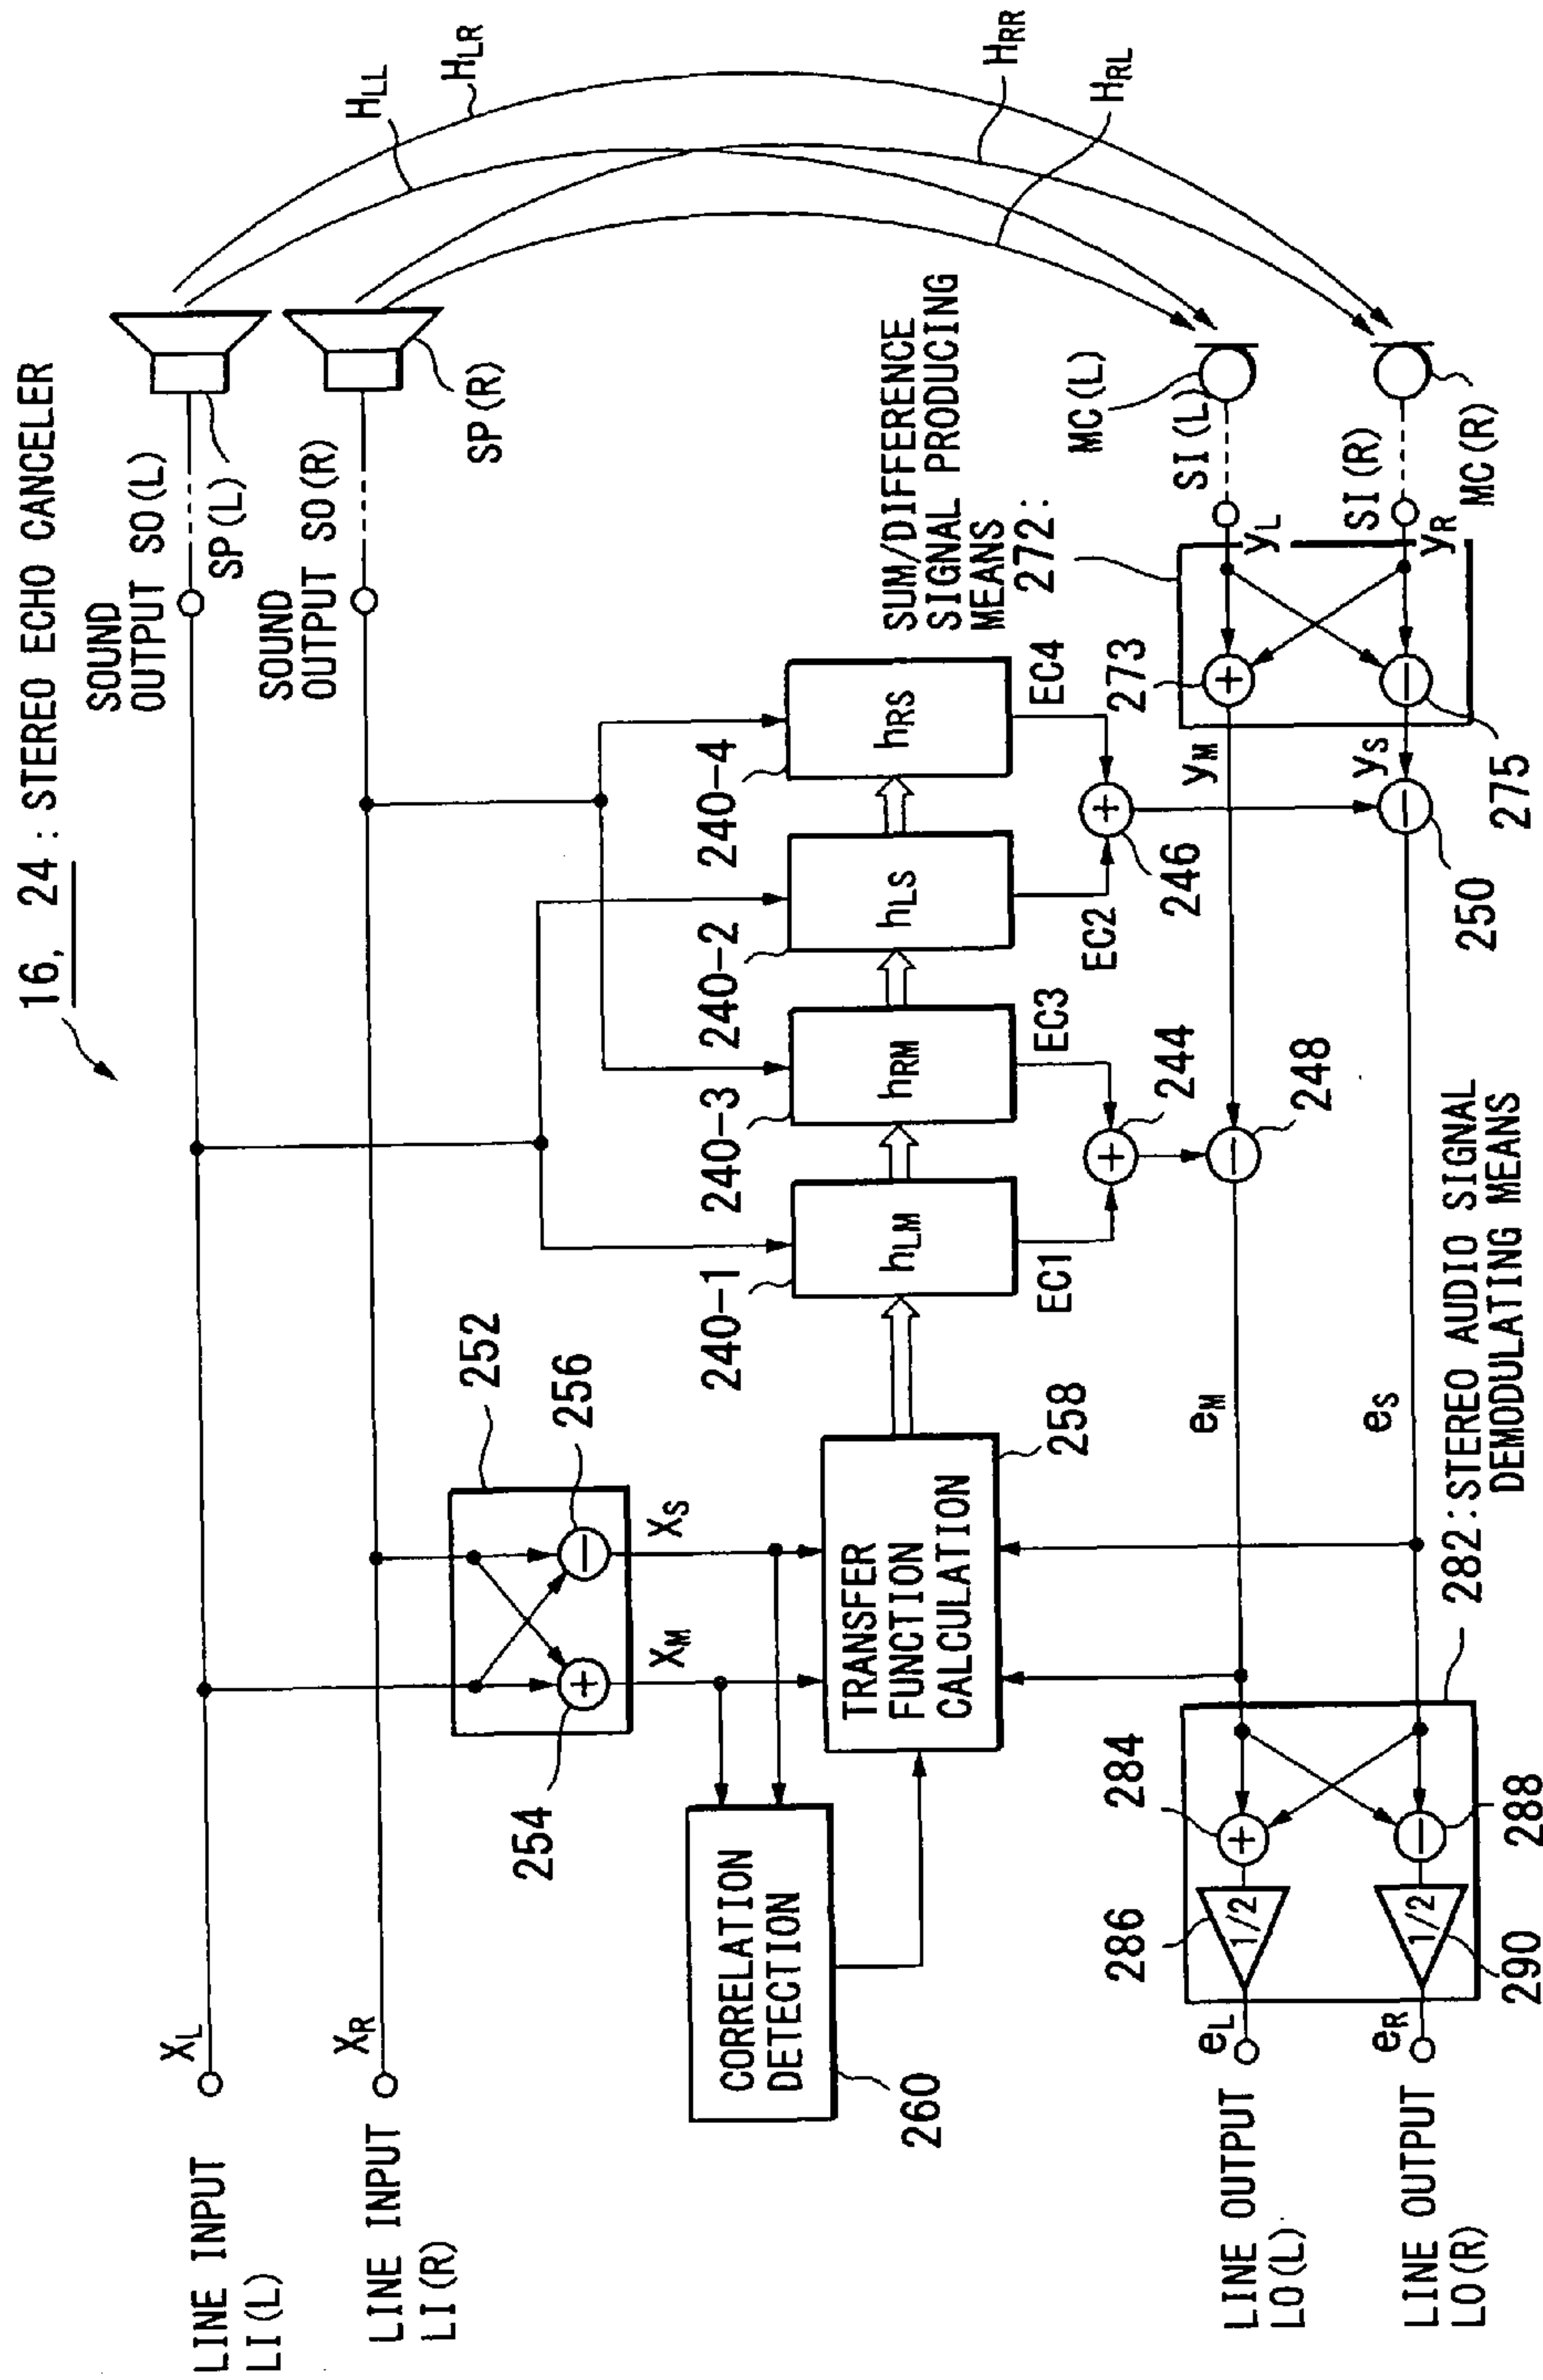 16, 24 : STEREO ECHO CANCELER
LINE INPUT
LI(L)
XL
SOUND
OUTPUT SO(L)
SP(L)
HLL
HLR
LINE INPUT
LI(R)
XR
SOUND
OUTPUT SO(R)
SP(R)
HRR
HRL
252
256
254
XM
XS
CORRELATION
DETECTION
260
TRANSFER
FUNCTION
CALCULATION
258
240-1
240-3
240-2
240-4
hLM
hRM
hLS
hRS
EC1
EC3
EC2
EC4
244
246
248
250
SUM/DIFFERENCE
SIGNAL PRODUCING
MEANS
272:
MC(L)
SI(L)
yL
273
yM
SI(R)
MC(R)
yR
yS
275
eM
eS
282:STEREO AUDIO SIGNAL
DEMODULATING MEANS
284
286
1/2
288
290
1/2
eL
LINE OUTPUT
LO(L)
eR
LINE OUTPUT
LO(R)